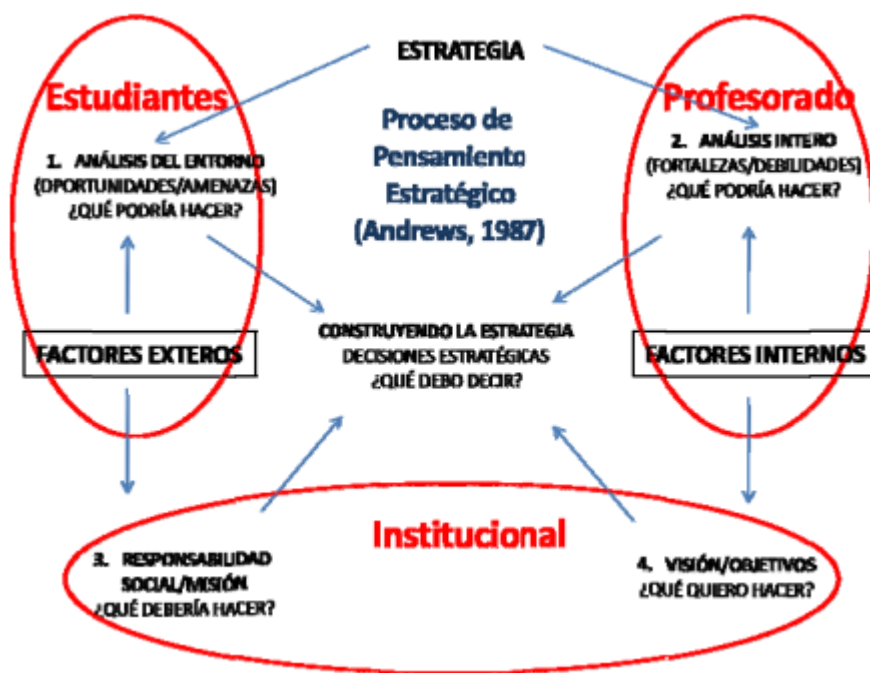 ESTRATEGIA
Estudiantes
1. ANÁLISIS DEL ENTORNO
(OPORTUNIDADES/AMENAZAS)
¿QUÉ PODRÍA HACER?
Proceso de
Pensamiento
Estratégico
(Andrews, 1987)
Profesorado
2. ANÁLISIS INTERO
(FORTALEZAS/DEBILIDADES)
¿QUÉ PODRÍA HACER?
FACTORES EXTEROS
CONSTRUYENDO LA ESTRATEGIA
DECISIONES ESTRATÉGICAS
¿QUÉ DEBO DECIR?
FACTORES INTERNOS
Institucional
3. RESPONSABILIDAD
SOCIAL/MISIÓN
¿QUÉ DEBERÍA HACER?
4. VISIÓN/OBJETIVOS
¿QUÉ QUIERO HACER?